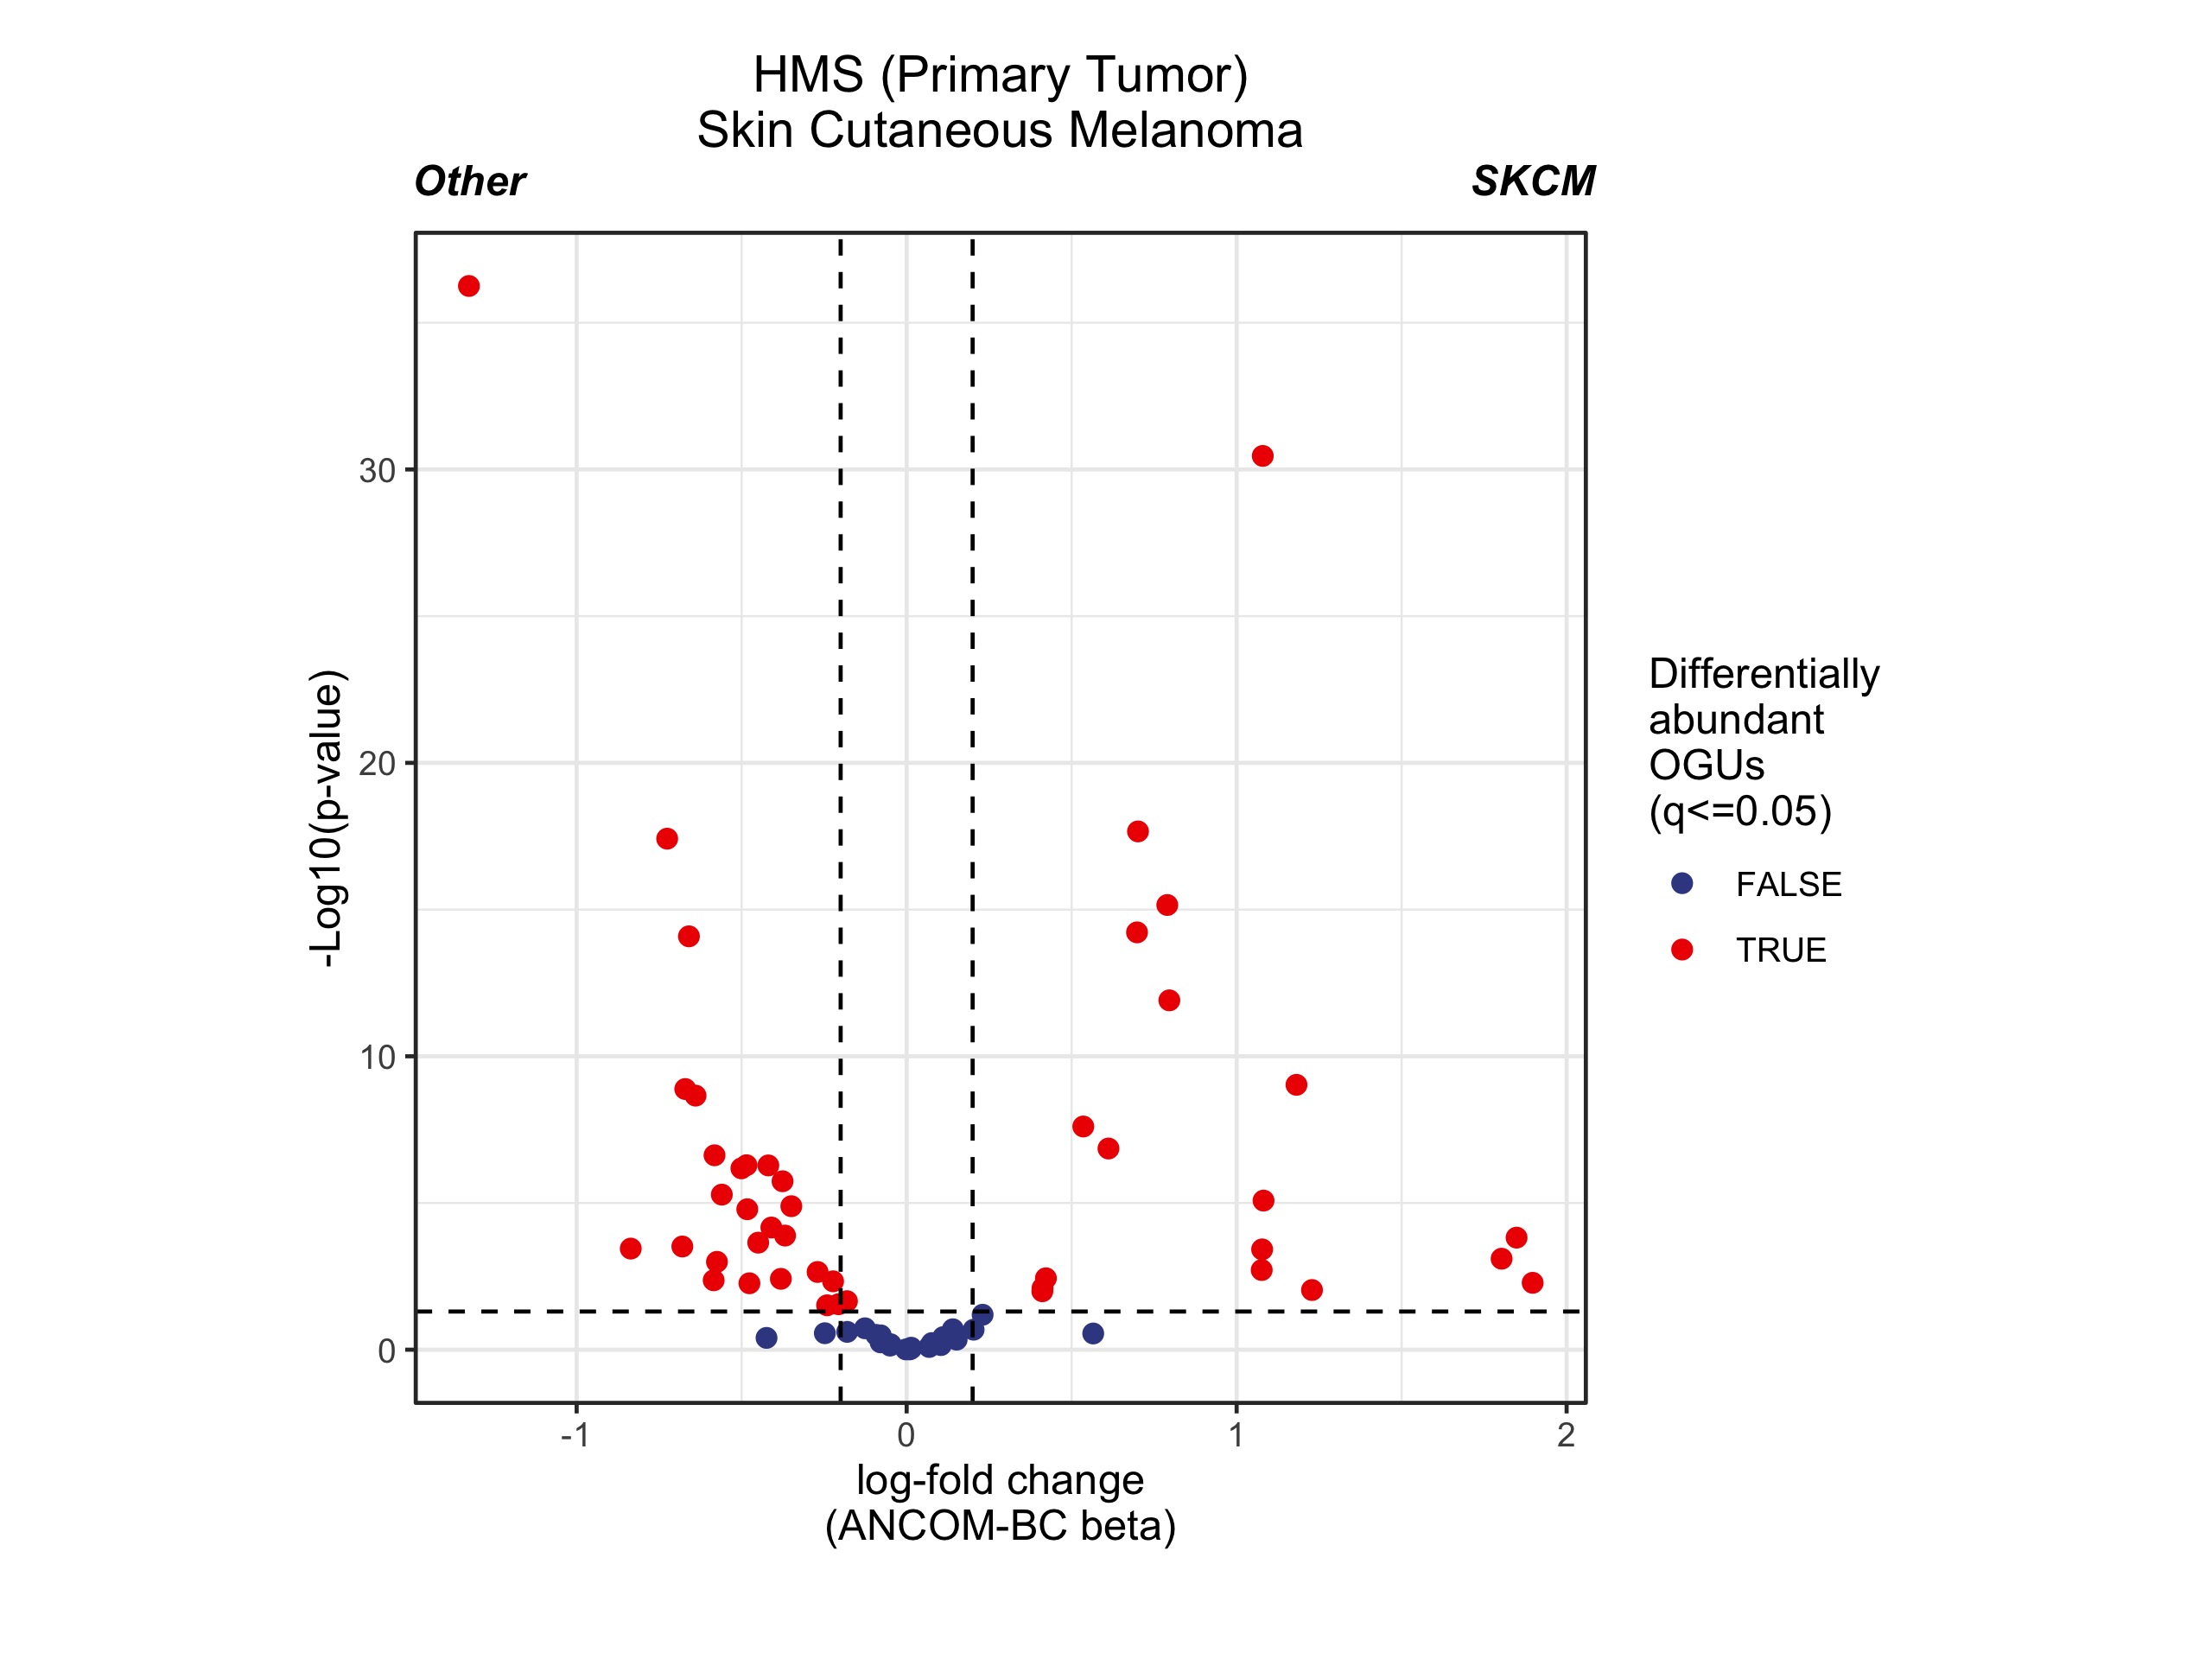 HMS (Primary Tumor)
Skin Cutaneous Melanoma
Other
SKCM
-Log10(p-value)
30
20
10
0
-1
0
1
2
log-fold change
(ANCOM-BC beta)
Differentially
abundant
OGUs
(q<=0.05)
FALSE
TRUE